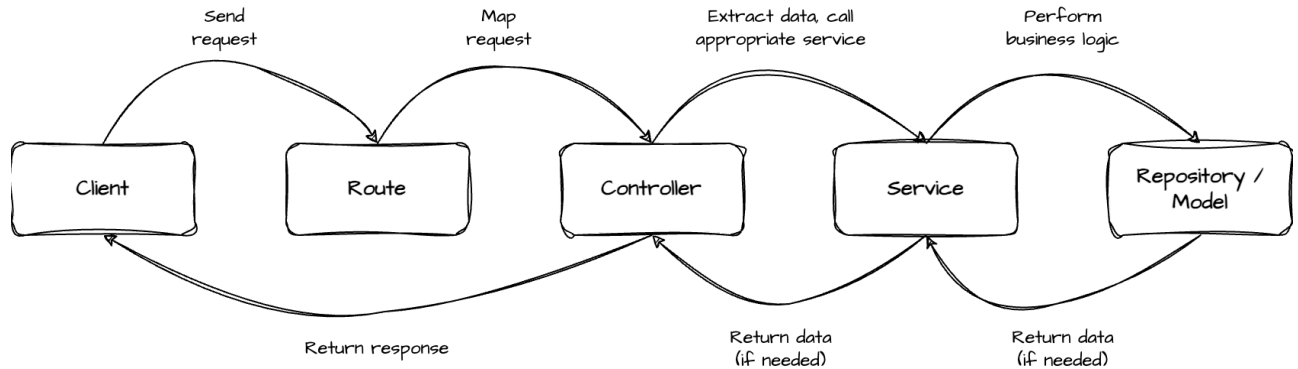 Send
request
Map
request
Extract data, call
appropriate service
Perform
business logic
Client
Route
Controller
Service
Repository /
Model
Return response
Return data
(if needed)
Return data
(if needed)